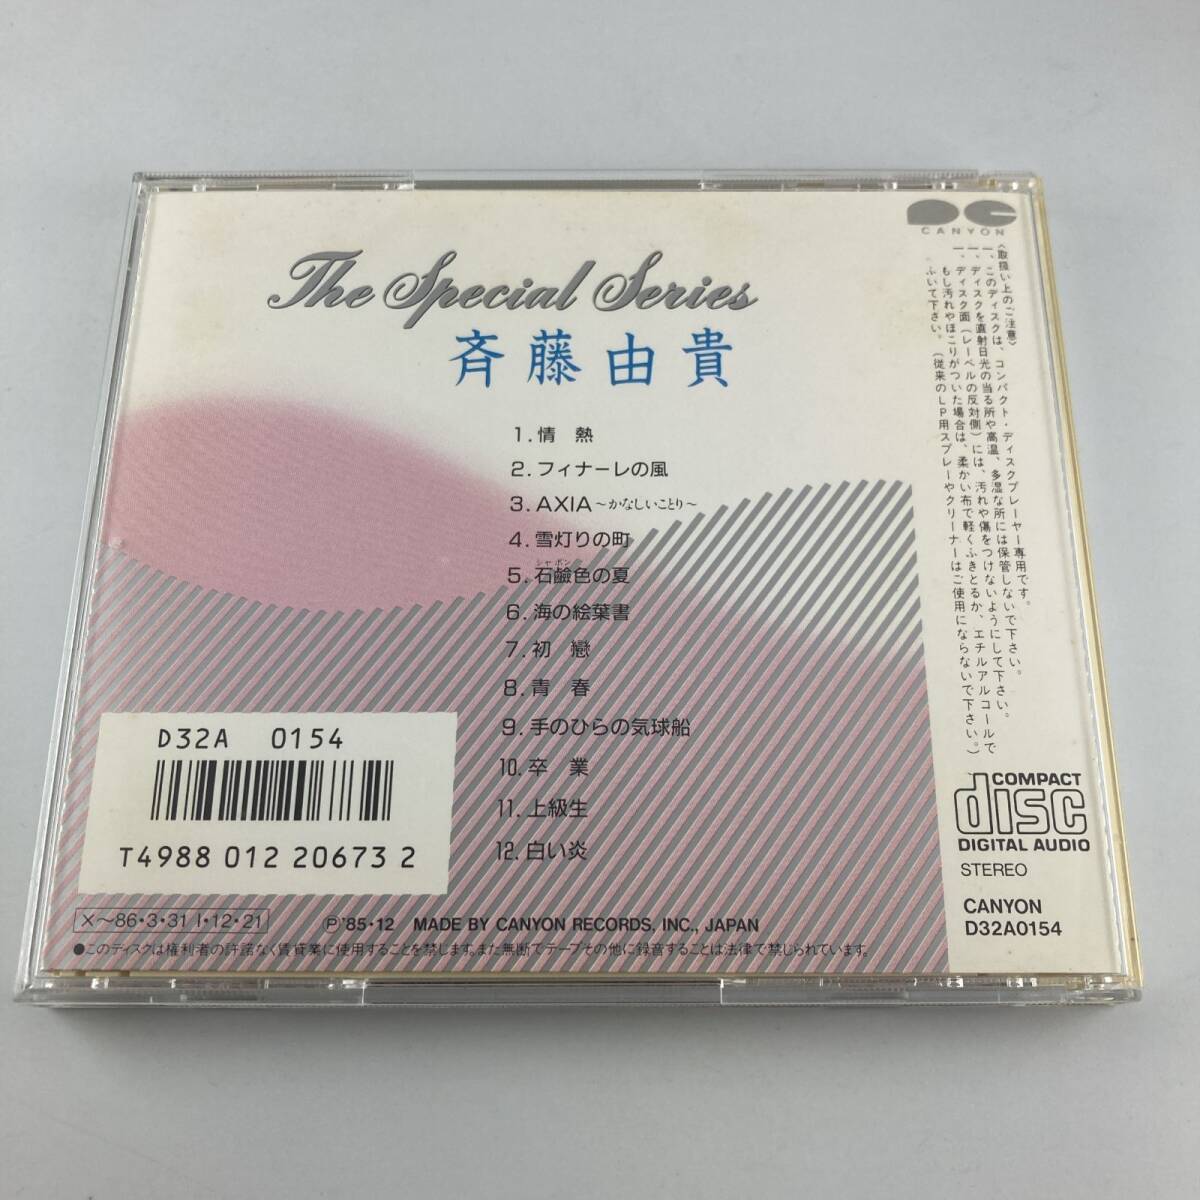 The Special Series
斉藤由貴
1.情 熱
2.フィナーレの風
3.AXIA～かなしいことり～
4.雪灯りの町
シャボン
5.石鹼色の夏
6.海の絵葉書
7.初 戀
8.青 春
9.手のひらの気球船
10.卒 業
11.上級生
12.白い炎
D32A 0154
T4988 012 20673 2
X〜86・3・31 I・12・21
Ⓟ'85・12 MADE BY CANYON RECORDS, INC., JAPAN
●このディスクは権利者の許諾なく賃貸業に使用することを禁じます。また無断でテープその他に録音することは法律で禁じられています。
PC
CANYON
〈取扱い上のご注意〉
一、このディスクは、コンパクト・ディスクプレーヤー専用です。
一、ディスクを直射日光の当る所や高温、多湿な所には保管しないで下さい。
一、ディスク面（レーベルの反対側）には、汚れや傷をつけないようにして下さい。
もし汚れやほこりがついた場合は、柔かい布で軽くふきとるか、エチルアルコールで
ふいて下さい。（従来のLP用スプレーやクリーナーはご使用にならないで下さい。）
COMPACT
disc
DIGITAL AUDIO
STEREO
CANYON
D32A0154